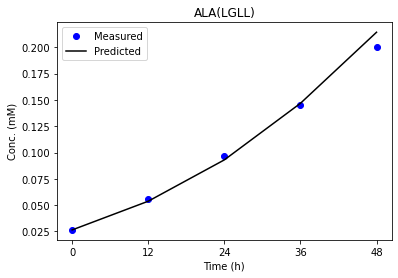 ALA(LGLL)
Measured
Predicted
0.200
0.175
0.150
0.125
0.100
0.075
0.050
0.025
Conc. (mM)
0 12 24 36 48
Time (h)